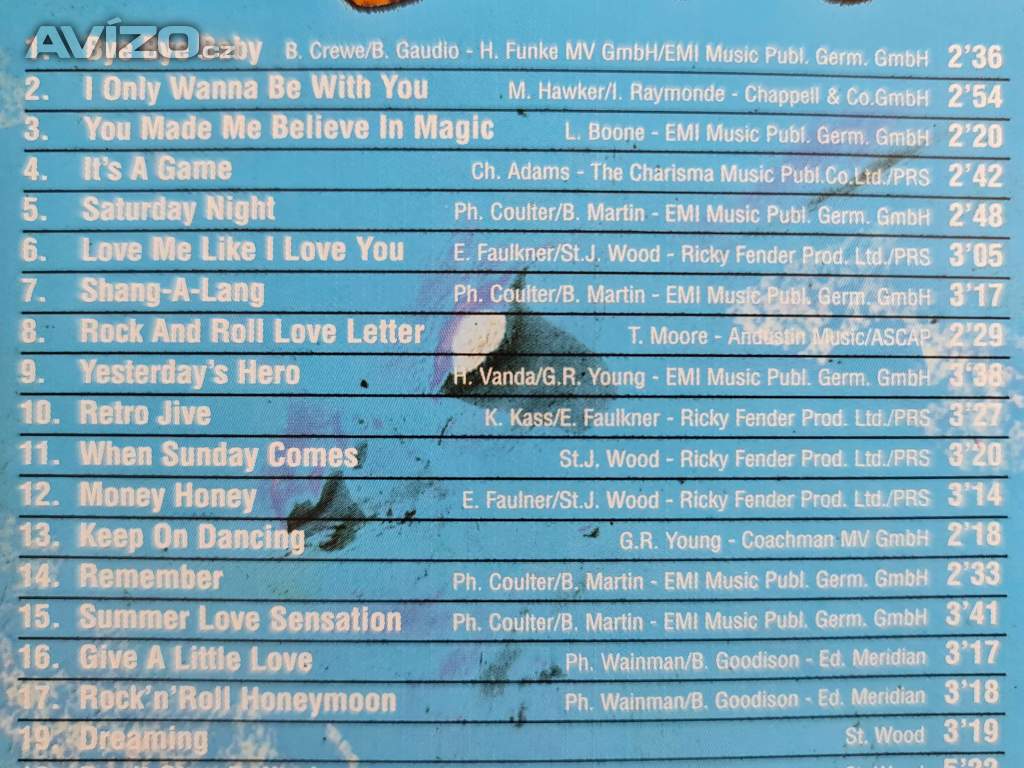 AVÍZO.cz
1. Bye Bye Baby B. Crewe/B. Gaudio - H. Funke MV GmbH/EMI Music Publ. Germ. GmbH 2'36
2. I Only Wanna Be With You M. Hawker/I. Raymonde - Chappell & Co.GmbH 2'54
3. You Made Me Believe In Magic L. Boone - EMI Music Publ. Germ. GmbH 2'20
4. It's A Game Ch. Adams - The Charisma Music Publ.Co.Ltd./PRS 2'42
5. Saturday Night Ph. Coulter/B. Martin - EMI Music Publ. Germ. GmbH 2'48
6. Love Me Like I Love You E. Faulkner/St.J. Wood - Ricky Fender Prod. Ltd./PRS 3'05
7. Shang-A-Lang Ph. Coulter/B. Martin - EMI Music Publ. Germ. GmbH 3'17
8. Rock And Roll Love Letter T. Moore - Andustin Music/ASCAP 2'29
9. Yesterday's Hero H. Vanda/G.R. Young - EMI Music Publ. Germ. GmbH 3'38
10. Retro Jive K. Kass/E. Faulkner - Ricky Fender Prod. Ltd./PRS 3'27
11. When Sunday Comes St.J. Wood - Ricky Fender Prod. Ltd./PRS 3'20
12. Money Honey E. Faulner/St.J. Wood - Ricky Fender Prod. Ltd./PRS 3'14
13. Keep On Dancing G.R. Young - Coachman MV GmbH 2'18
14. Remember Ph. Coulter/B. Martin - EMI Music Publ. Germ. GmbH 2'33
15. Summer Love Sensation Ph. Coulter/B. Martin - EMI Music Publ. Germ. GmbH 3'41
16. Give A Little Love Ph. Wainman/B. Goodison - Ed. Meridian 3'17
17. Rock'n'Roll Honeymoon Ph. Wainman/B. Goodison - Ed. Meridian 3'18
19. Dreaming St. Wood 3'19